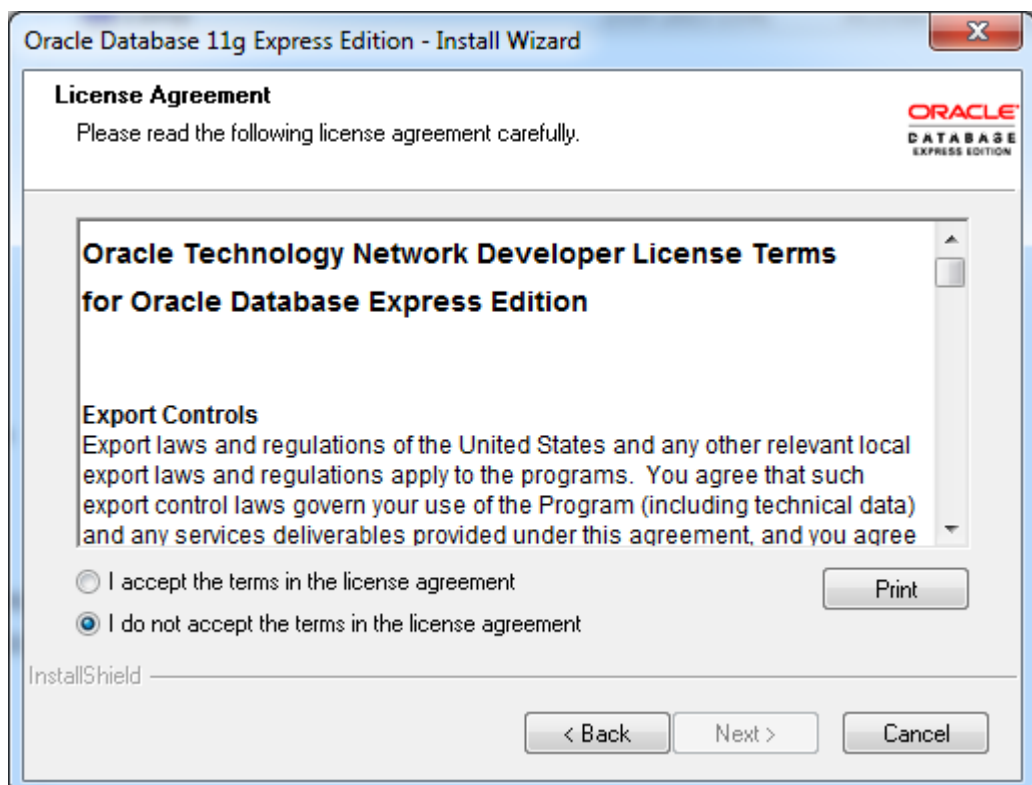 Oracle Database 11g Express Edition - Install Wizard
License Agreement
Please read the following license agreement carefully.
ORACLE
DATABASE
EXPRESS EDITION
Oracle Technology Network Developer License Terms
for Oracle Database Express Edition
Export Controls
Export laws and regulations of the United States and any other relevant local
export laws and regulations apply to the programs.  You agree that such
export control laws govern your use of the Program (including technical data)
and any services deliverables provided under this agreement, and you agree
I accept the terms in the license agreement
Print
I do not accept the terms in the license agreement
InstallShield
< Back
Next >
Cancel